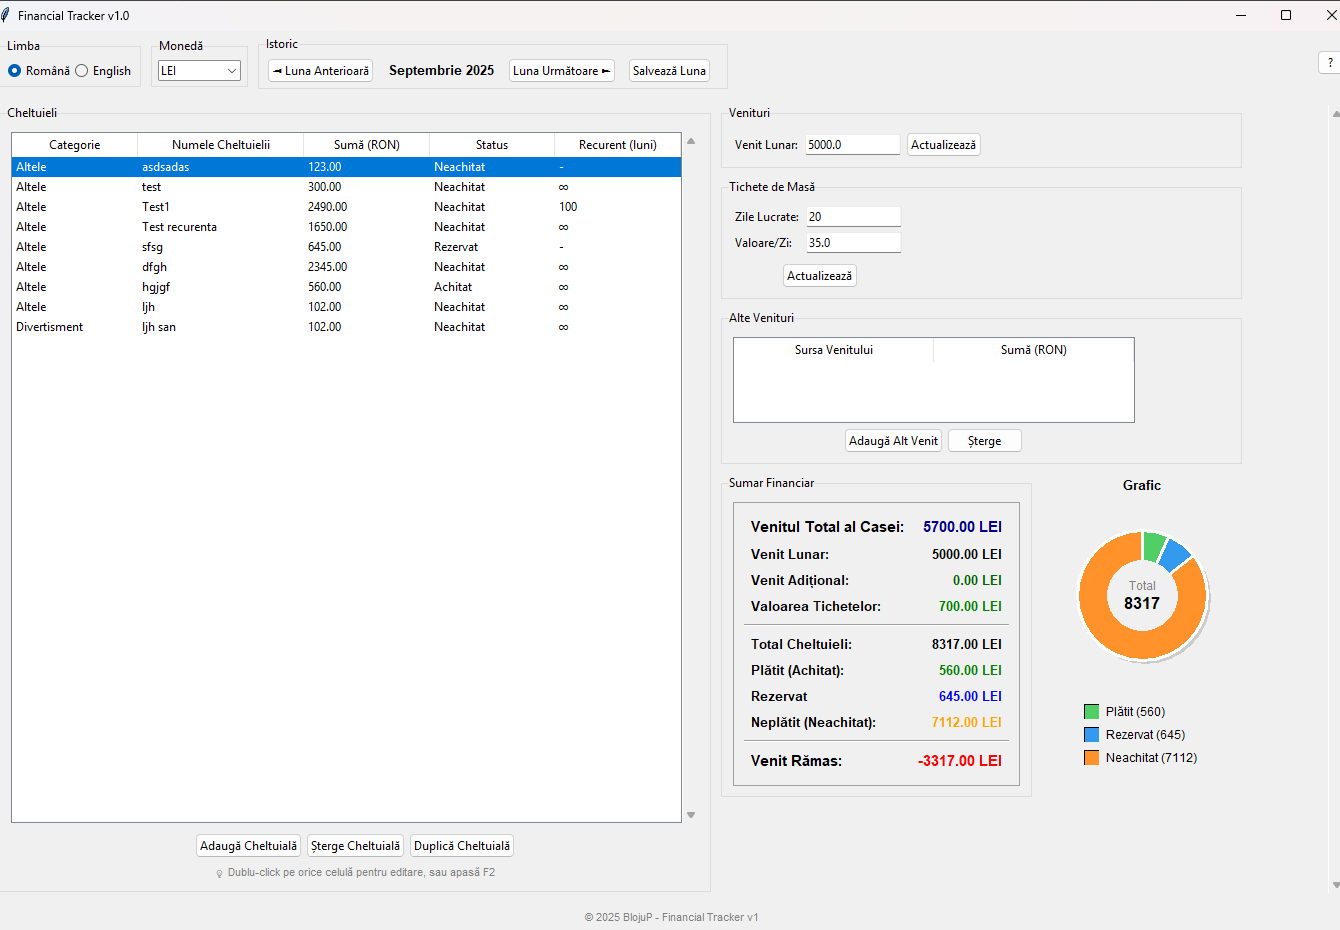 Financial Tracker v1.0
Limba
Română English
Monedă
LEI
Istoric
◄ Luna Anterioară Septembrie 2025 Luna Următoare ► Salvează Luna
?
Cheltuieli
Categorie Numele Cheltuielii Sumă (RON) Status Recurent (luni)
Altele asdsadas 123.00 Neachitat -
Altele test 300.00 Neachitat ∞
Altele Test1 2490.00 Neachitat 100
Altele Test recurenta 1650.00 Neachitat ∞
Altele sfsg 645.00 Rezervat -
Altele dfgh 2345.00 Neachitat ∞
Altele hgjgf 560.00 Achitat ∞
Altele ljh 102.00 Neachitat ∞
Divertisment ljh san 102.00 Neachitat ∞
Adaugă Cheltuială Șterge Cheltuială Duplică Cheltuială
Dublu-click pe orice celulă pentru editare, sau apasă F2
Venituri
Venit Lunar: 5000.0 Actualizează
Tichete de Masă
Zile Lucrate: 20
Valoare/Zi: 35.0
Actualizează
Alte Venituri
Sursa Venitului Sumă (RON)
Adaugă Alt Venit Șterge
Sumar Financiar
Venitul Total al Casei: 5700.00 LEI
Venit Lunar: 5000.00 LEI
Venit Adițional: 0.00 LEI
Valoarea Tichetelor: 700.00 LEI
Total Cheltuieli: 8317.00 LEI
Plătit (Achitat): 560.00 LEI
Rezervat 645.00 LEI
Neplătit (Neachitat): 7112.00 LEI
Venit Rămas: -3317.00 LEI
Grafic
Total
8317
Plătit (560)
Rezervat (645)
Neachitat (7112)
© 2025 BlojuP - Financial Tracker v1